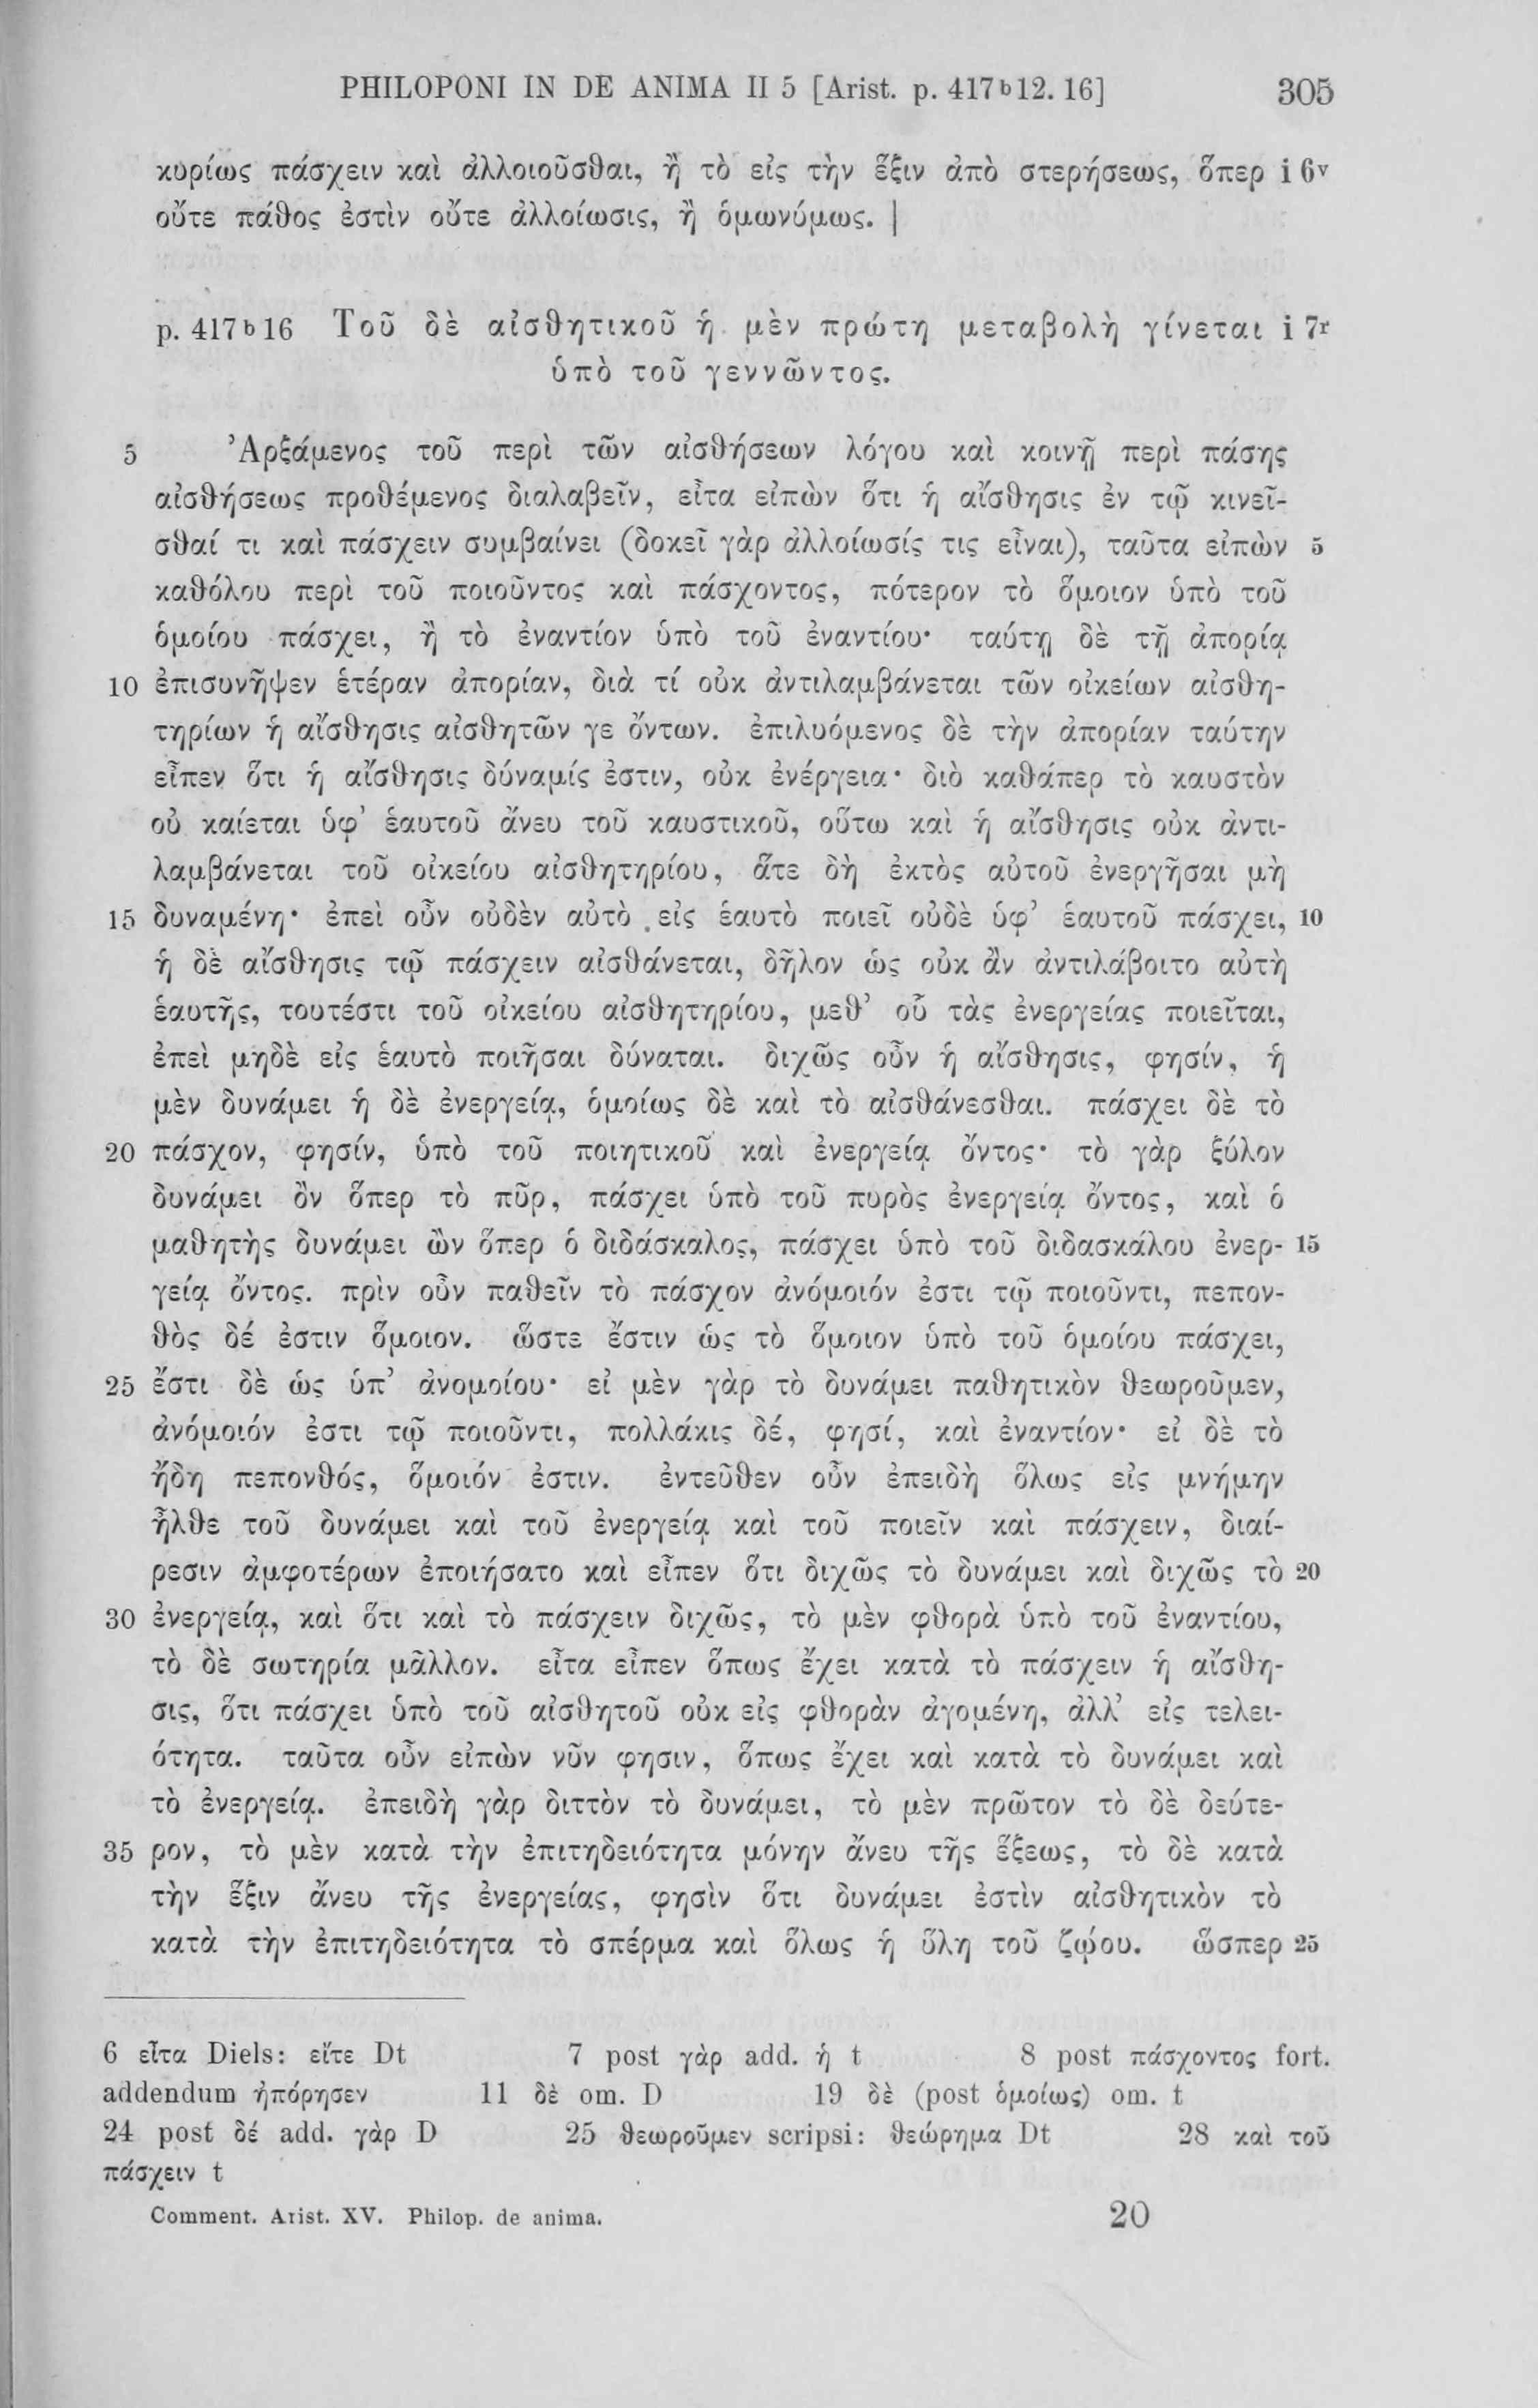 PHILOPONI IN DE ANIMA II 5 [Arist. p. 417b12. 16] 305
κυρίως πάσχειν καὶ ἀλλοιοῦσθαι, ἢ τὸ εἰς τὴν ἕξιν ἀπὸ στερήσεως, ὅπερ i 6v
οὔτε πάθος ἐστὶν οὔτε ἀλλοίωσις, ἢ ὁμωνύμως. |
p. 417b16 Τοῦ δὲ αἰσθητικοῦ ἡ μὲν πρώτη μεταβολὴ γίνεται i 7r
ὑπὸ τοῦ γεννῶντος.
5 Ἀρξάμενος τοῦ περὶ τῶν αἰσθήσεων λόγου καὶ κοινῇ περὶ πάσης
αἰσθήσεως προθέμενος διαλαβεῖν, εἶτα εἰπὼν ὅτι ἡ αἴσθησις ἐν τῷ κινεῖ-
σθαί τι καὶ πάσχειν συμβαίνει (δοκεῖ γὰρ ἀλλοίωσίς τις εἶναι), ταῦτα εἰπὼν 5
καθόλου περὶ τοῦ ποιοῦντος καὶ πάσχοντος, πότερον τὸ ὅμοιον ὑπὸ τοῦ
ὁμοίου πάσχει, ἢ τὸ ἐναντίον ὑπὸ τοῦ ἐναντίου· ταύτῃ δὲ τῇ ἀπορίᾳ
10 ἐπισυνῆψεν ἑτέραν ἀπορίαν, διὰ τί οὐκ ἀντιλαμβάνεται τῶν οἰκείων αἰσθη-
τηρίων ἡ αἴσθησις αἰσθητῶν γε ὄντων. ἐπιλυόμενος δὲ τὴν ἀπορίαν ταύτην
εἶπεν ὅτι ἡ αἴσθησις δύναμίς ἐστιν, οὐκ ἐνέργεια· διὸ καθάπερ τὸ καυστὸν
οὐ καίεται ὑφ’ ἑαυτοῦ ἄνευ τοῦ καυστικοῦ, οὕτω καὶ ἡ αἴσθησις οὐκ ἀντι-
λαμβάνεται τοῦ οἰκείου αἰσθητηρίου, ἅτε δὴ ἐκτὸς αὐτοῦ ἐνεργῆσαι μὴ
15 δυναμένη· ἐπεὶ οὖν οὐδὲν αὐτὸ εἰς ἑαυτὸ ποιεῖ οὐδὲ ὑφ’ ἑαυτοῦ πάσχει, 10
ἡ δὲ αἴσθησις τῷ πάσχειν αἰσθάνεται, δῆλον ὡς οὐκ ἂν ἀντιλάβοιτο αὐτὴ
ἑαυτῆς, τουτέστι τοῦ οἰκείου αἰσθητηρίου, μεθ’ οὗ τὰς ἐνεργείας ποιεῖται,
ἐπεὶ μηδὲ εἰς ἑαυτὸ ποιῆσαι δύναται. διχῶς οὖν ἡ αἴσθησις, φησίν, ἡ
μὲν δυνάμει ἡ δὲ ἐνεργείᾳ, ὁμοίως δὲ καὶ τὸ αἰσθάνεσθαι. πάσχει δὲ τὸ
20 πάσχον, φησίν, ὑπὸ τοῦ ποιητικοῦ καὶ ἐνεργείᾳ ὄντος· τὸ γὰρ ξύλον
δυνάμει ὂν ὅπερ τὸ πῦρ, πάσχει ὑπὸ τοῦ πυρὸς ἐνεργείᾳ ὄντος, καὶ ὁ
μαθητὴς δυνάμει ὢν ὅπερ ὁ διδάσκαλος, πάσχει ὑπὸ τοῦ διδασκάλου ἐνερ- 15
γείᾳ ὄντος. πρὶν οὖν παθεῖν τὸ πάσχον ἀνόμοιόν ἐστι τῷ ποιοῦντι, πεπον-
θὸς δέ ἐστιν ὅμοιον. ὥστε ἔστιν ὡς τὸ ὅμοιον ὑπὸ τοῦ ὁμοίου πάσχει,
25 ἔστι δὲ ὡς ὑπ’ ἀνομοίου· εἰ μὲν γὰρ τὸ δυνάμει παθητικὸν θεωροῦμεν,
ἀνόμοιόν ἐστι τῷ ποιοῦντι, πολλάκις δέ, φησί, καὶ ἐναντίον· εἰ δὲ τὸ
ἤδη πεπονθός, ὅμοιόν ἐστιν. ἐντεῦθεν οὖν ἐπειδὴ ὅλως εἰς μνήμην
ἦλθε τοῦ δυνάμει καὶ τοῦ ἐνεργείᾳ καὶ τοῦ ποιεῖν καὶ πάσχειν, διαί-
ρεσιν ἀμφοτέρων ἐποιήσατο καὶ εἶπεν ὅτι διχῶς τὸ δυνάμει καὶ διχῶς τὸ 20
30 ἐνεργείᾳ, καὶ ὅτι καὶ τὸ πάσχειν διχῶς, τὸ μὲν φθορὰ ὑπὸ τοῦ ἐναντίου,
τὸ δὲ σωτηρία μᾶλλον. εἶτα εἶπεν ὅπως ἔχει κατὰ τὸ πάσχειν ἡ αἴσθη-
σις, ὅτι πάσχει ὑπὸ τοῦ αἰσθητοῦ οὐκ εἰς φθορὰν ἀγομένη, ἀλλ’ εἰς τελει-
ότητα. ταῦτα οὖν εἰπὼν νῦν φησιν, ὅπως ἔχει καὶ κατὰ τὸ δυνάμει καὶ
τὸ ἐνεργείᾳ. ἐπειδὴ γὰρ διττὸν τὸ δυνάμει, τὸ μὲν πρῶτον τὸ δὲ δεύτε-
35 ρον, τὸ μὲν κατὰ τὴν ἐπιτηδειότητα μόνην ἄνευ τῆς ἕξεως, τὸ δὲ κατὰ
τὴν ἕξιν ἄνευ τῆς ἐνεργείας, φησὶν ὅτι δυνάμει ἐστὶν αἰσθητικὸν τὸ
κατὰ τὴν ἐπιτηδειότητα τὸ σπέρμα καὶ ὅλως ἡ ὕλη τοῦ ζῴου. ὥσπερ 25
6 εἶτα Diels: εἴτε Dt 7 post γὰρ add. ἡ t 8 post πάσχοντος fort.
addendum ἠπόρησεν 11 δὲ om. D 19 δὲ (post ὁμοίως) om. t
24 post δέ add. γὰρ D 25 θεωροῦμεν scripsi: θεώρημα Dt 28 καὶ τοῦ
πάσχειν t
Comment. Arist. XV. Philop. de anima. 20